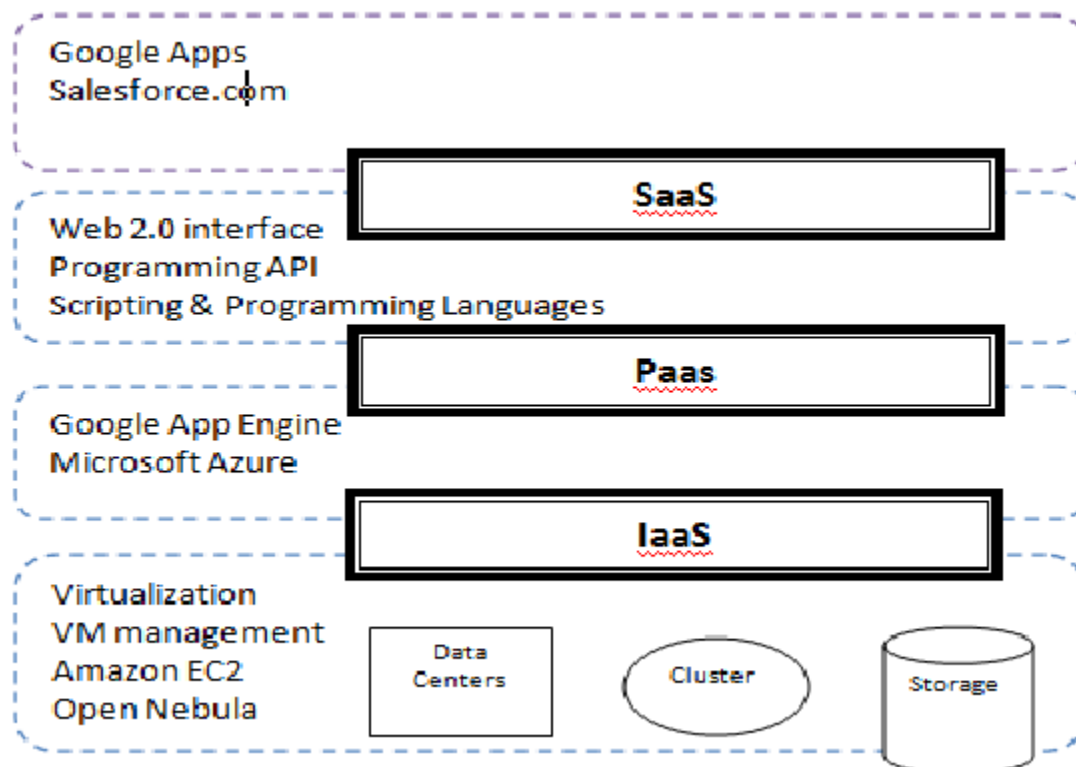 Google Apps
Salesforce.com
SaaS
Web 2.0 interface
Programming API
Scripting & Programming Languages
Paas
Google App Engine
Microsoft Azure
IaaS
Virtualization
VM management
Amazon EC2
Open Nebula
Data
Centers
Cluster
Storage